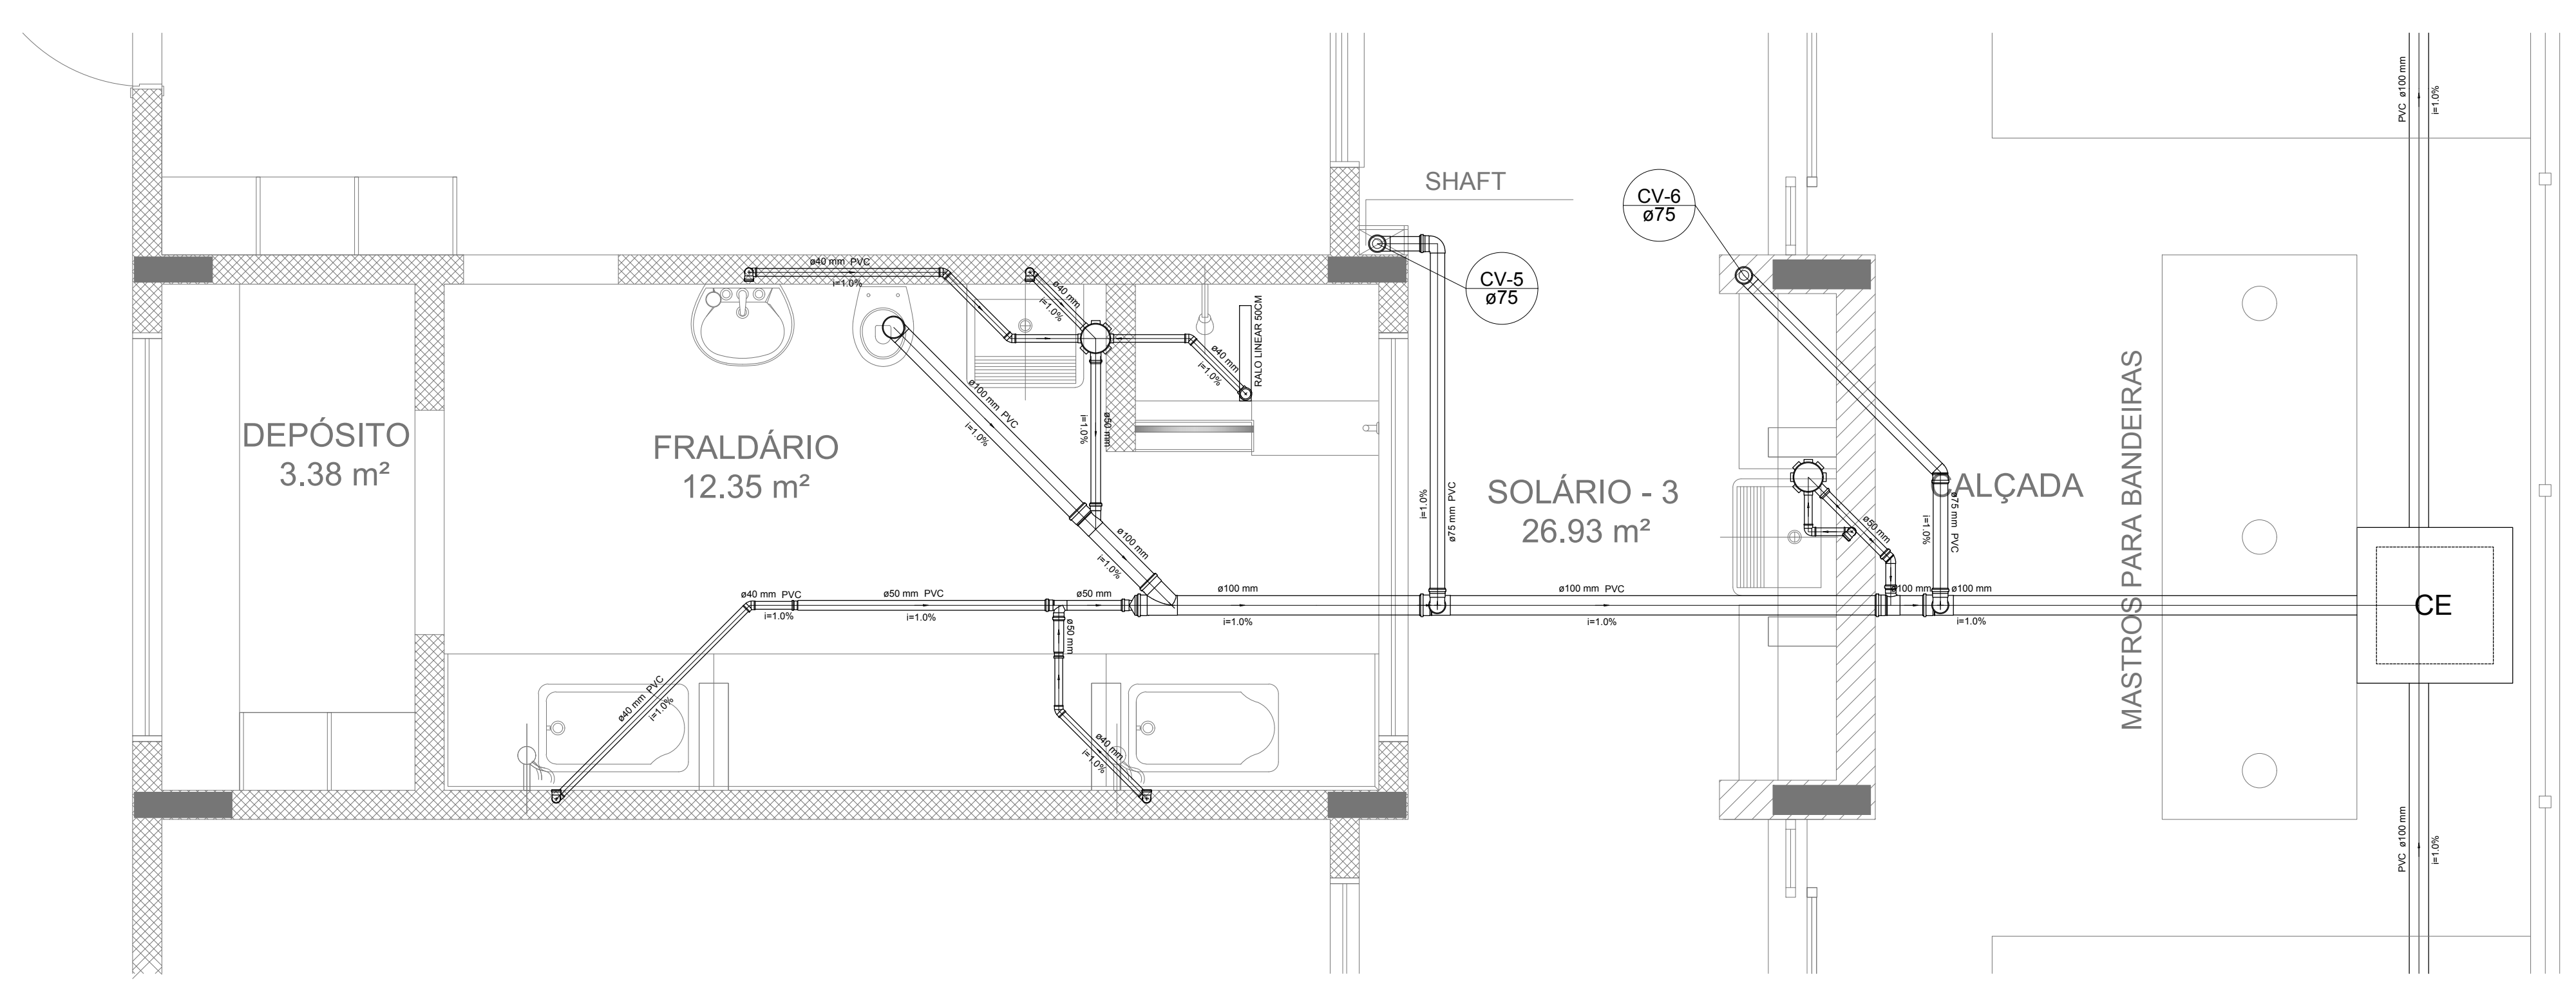 PVC ø100 mm
i=1.0%
SHAFT
CV-6
ø75
CV-5
ø75
ø40 mm PVC
i=1.0%
ø40 mm
i=1.0%
ø40 mm
i=1.0%
RALO LINEAR 50CM
ø100 mm PVC
i=1.0%
ø50 mm
i=1.0%
DEPÓSITO
3.38 m²
FRALDÁRIO
12.35 m²
SOLÁRIO - 3
26.93 m²
CALÇADA
MASTROS PARA BANDEIRAS
i=1.0%
ø75 mm PVC
ø50 mm
i=1.0%
ø75 mm PVC
ø100 mm
i=1.0%
ø40 mm PVC
i=1.0%
ø50 mm PVC
i=1.0%
ø50 mm
ø50 mm
ø100 mm
i=1.0%
ø100 mm PVC
i=1.0%
ø100 mm
ø100 mm
i=1.0%
CE
ø40 mm PVC
i=1.0%
ø40 mm
i=1.0%
PVC ø100 mm
i=1.0%